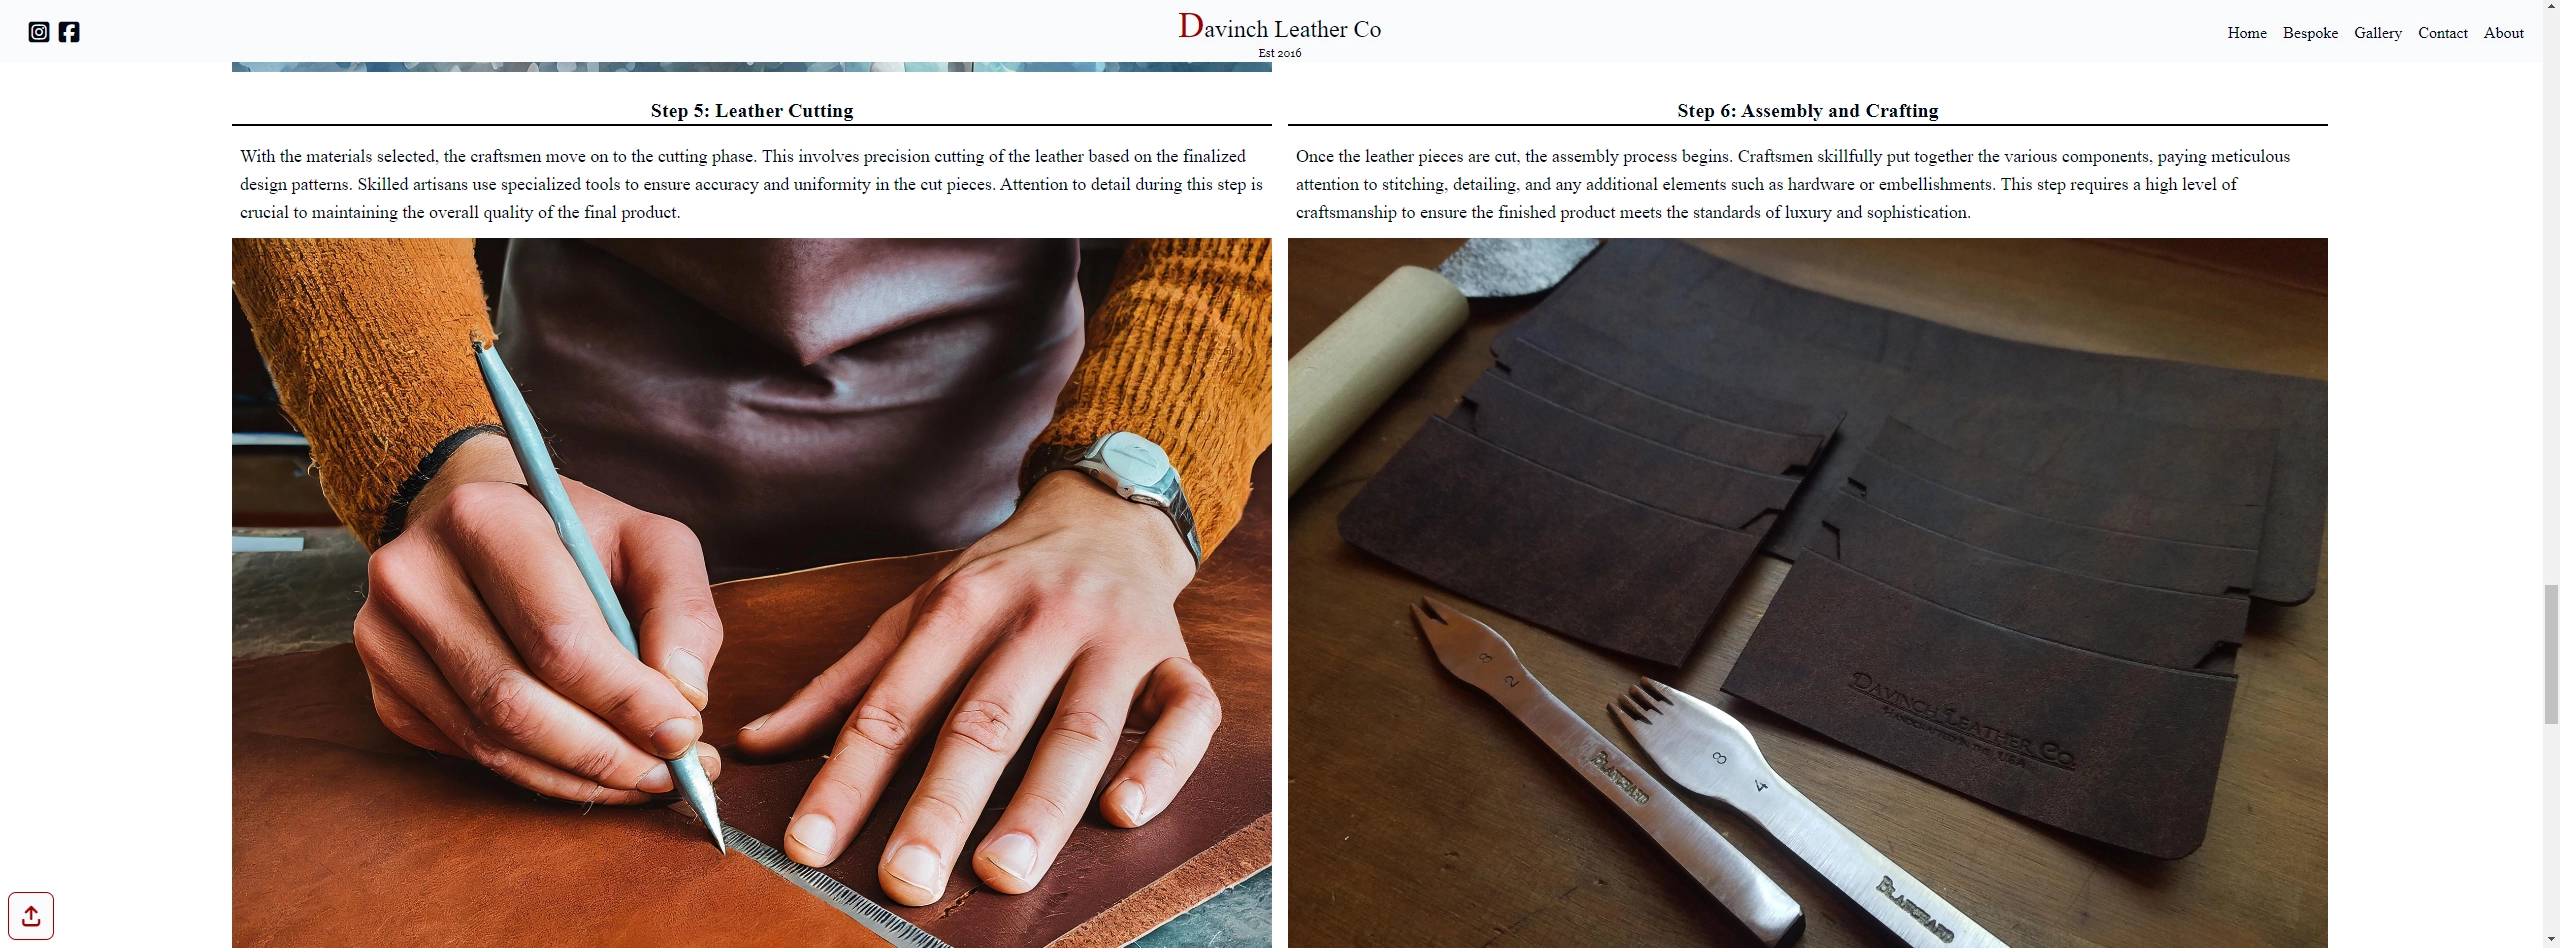 Davinch Leather Co
Est 2016
Home Bespoke Gallery Contact About
Step 5: Leather Cutting
With the materials selected, the craftsmen move on to the cutting phase. This involves precision cutting of the leather based on the finalized
design patterns. Skilled artisans use specialized tools to ensure accuracy and uniformity in the cut pieces. Attention to detail during this step is
crucial to maintaining the overall quality of the final product.
Step 6: Assembly and Crafting
Once the leather pieces are cut, the assembly process begins. Craftsmen skillfully put together the various components, paying meticulous
attention to stitching, detailing, and any additional elements such as hardware or embellishments. This step requires a high level of
craftsmanship to ensure the finished product meets the standards of luxury and sophistication.
8
2
BLANCHARD
8
4
BLANCHARD
DAVINCH LEATHER CO.
HANDCRAFTED IN THE USA